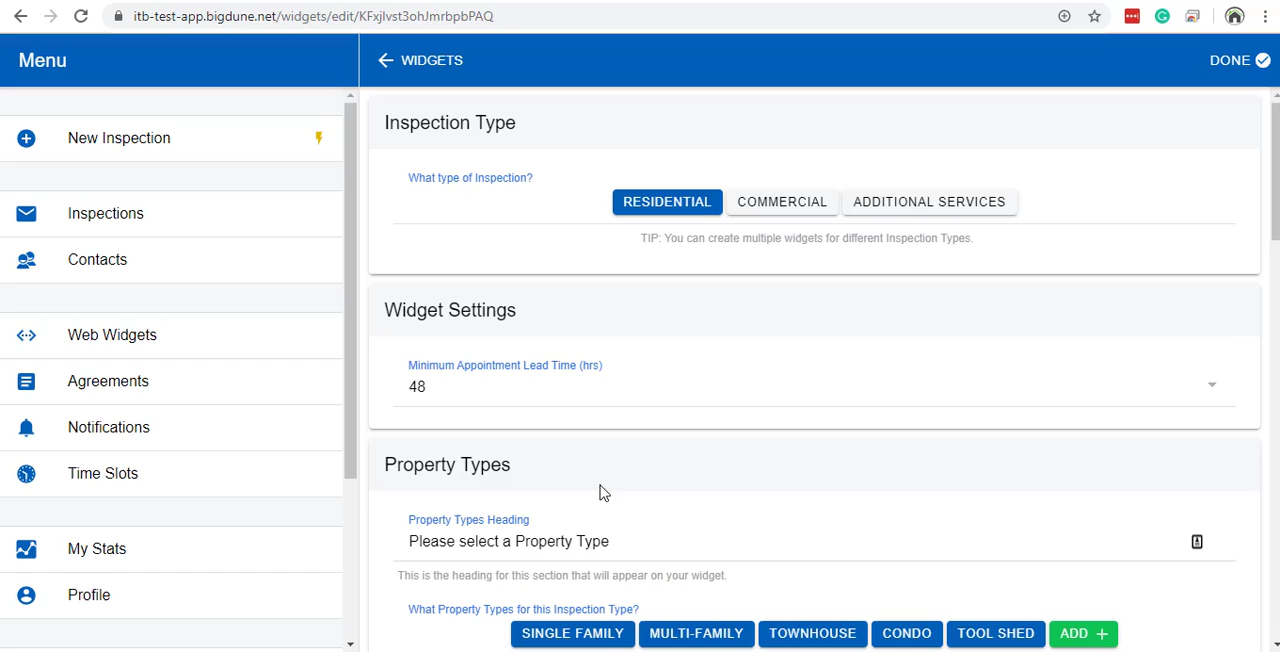 itb-test-app.bigdune.net/widgets/edit/KFxjlvst3ohJmrbpbPAQ
Menu
WIDGETS
DONE
New Inspection
Inspections
Contacts
Web Widgets
Agreements
Notifications
Time Slots
My Stats
Profile
Inspection Type
What type of Inspection?
RESIDENTIAL COMMERCIAL ADDITIONAL SERVICES
TIP: You can create multiple widgets for different Inspection Types.
Widget Settings
Minimum Appointment Lead Time (hrs)
48
Property Types
Property Types Heading
Please select a Property Type
This is the heading for this section that will appear on your widget.
What Property Types for this Inspection Type?
SINGLE FAMILY MULTI-FAMILY TOWNHOUSE CONDO TOOL SHED ADD +